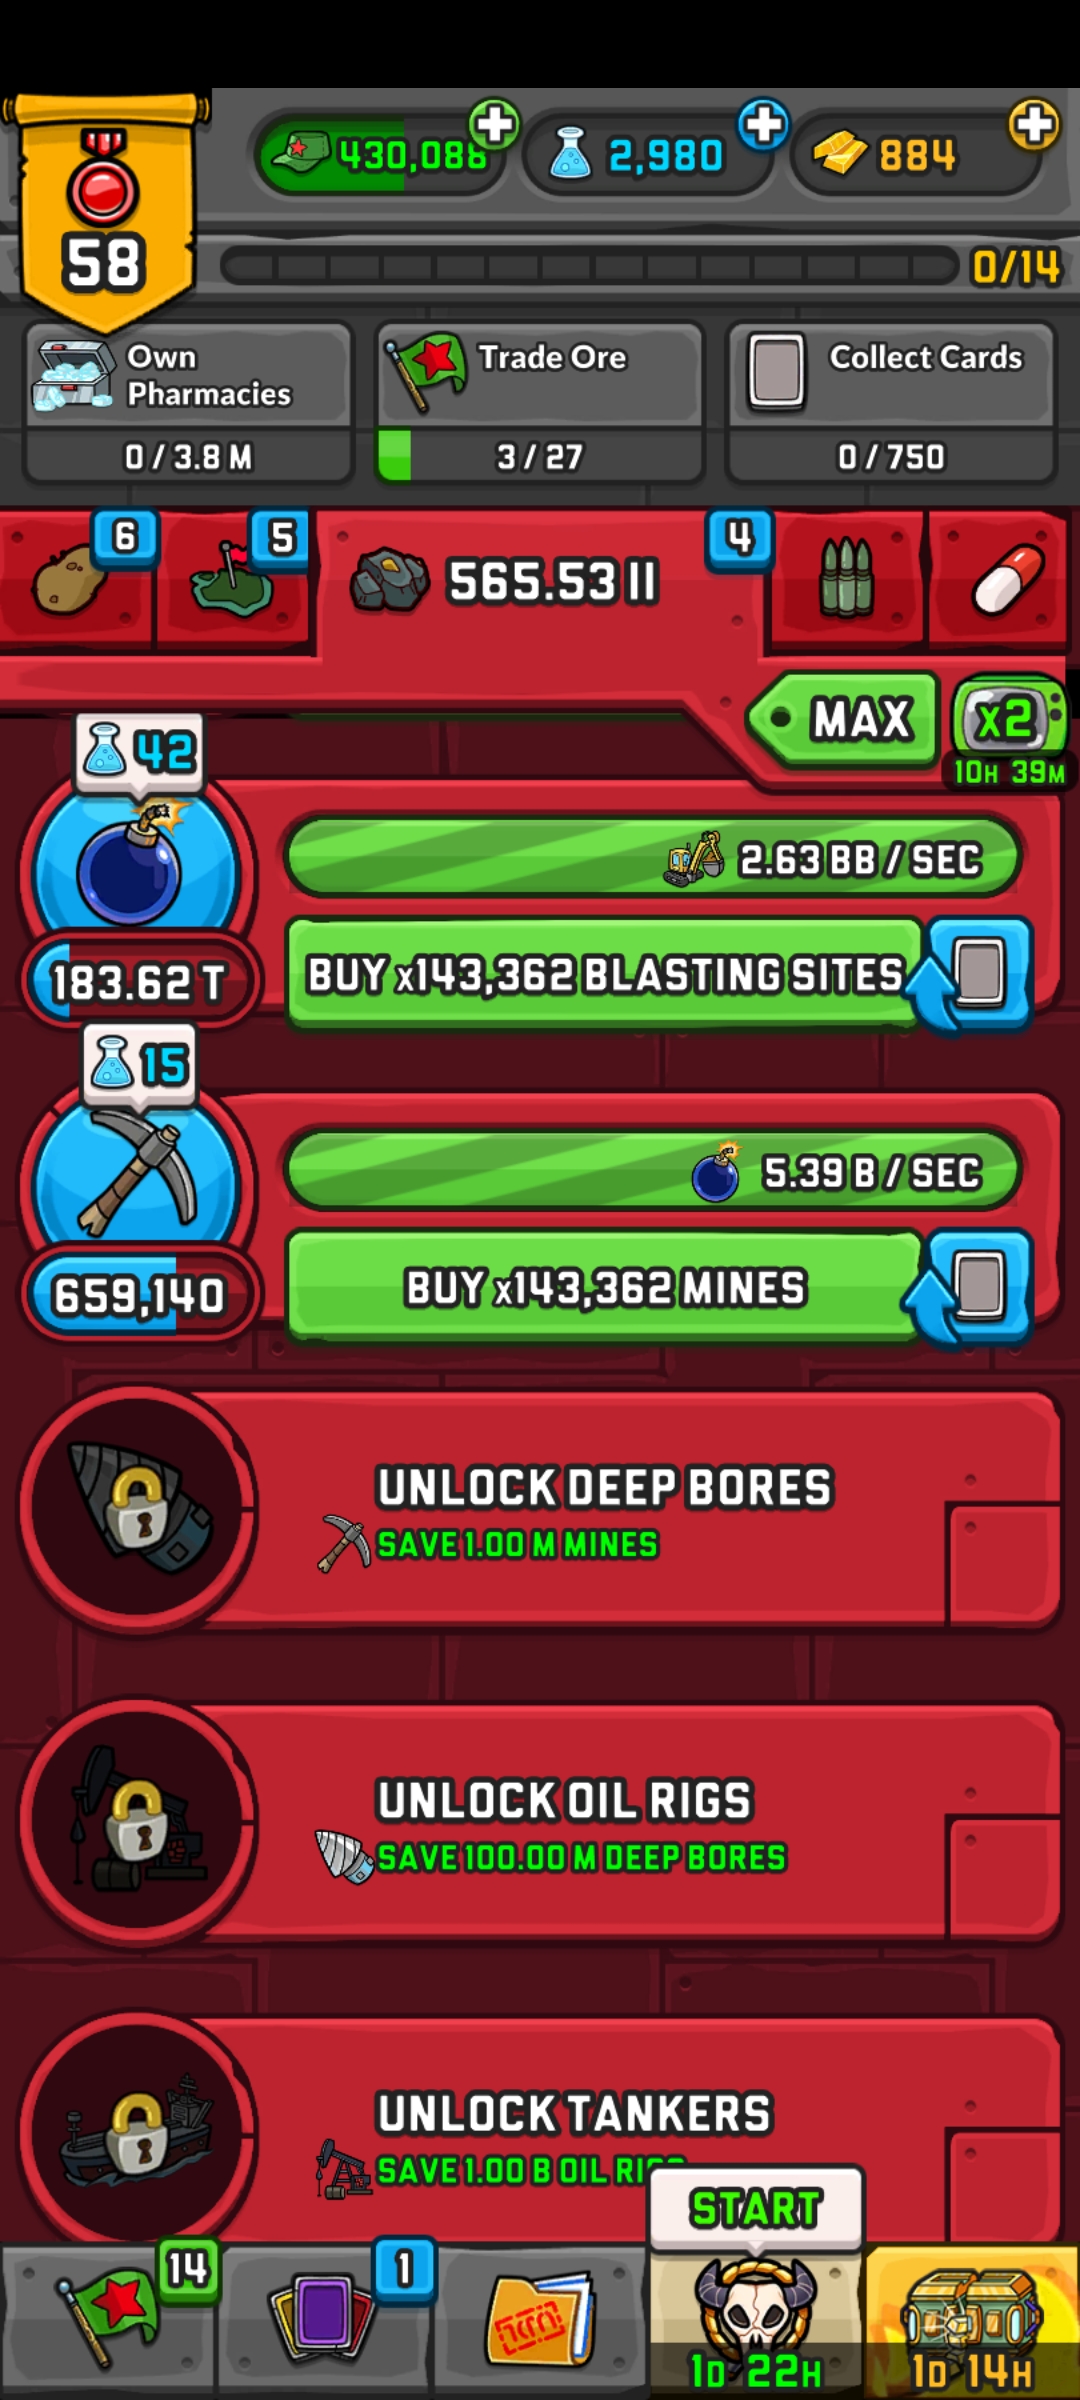 430,088
2,980
884
58
0/14
Own
Pharmacies
0 / 3.8 M
Trade Ore
3 / 27
Collect Cards
0 / 750
6
5
565.53 II
4
MAX
x2
10H 39M
42
2.63 BB / SEC
183.62 T
BUY x143,362 BLASTING SITES
15
5.39 B / SEC
659,140
BUY x143,362 MINES
UNLOCK DEEP BORES
SAVE 1.00 M MINES
UNLOCK OIL RIGS
SAVE 100.00 M DEEP BORES
UNLOCK TANKERS
SAVE 1.00 B OIL
START
14
1
1D 22H
1D 14H